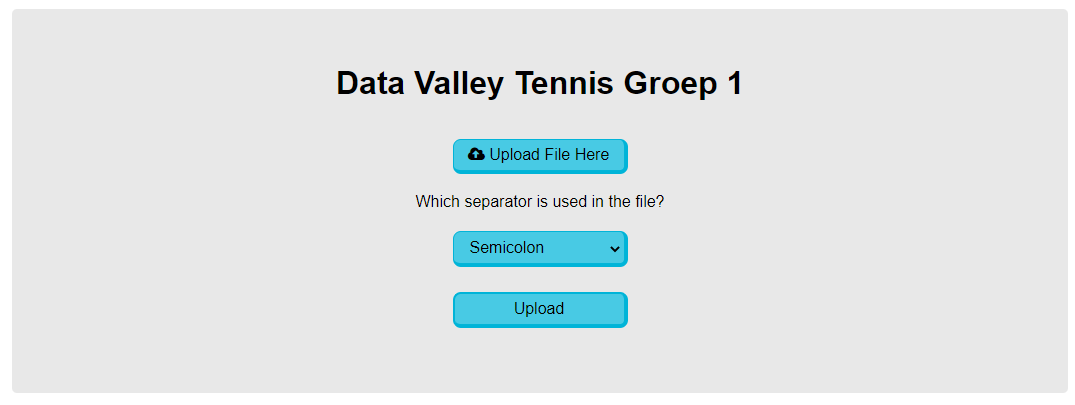 Data Valley Tennis Groep 1
Upload File Here
Which separator is used in the file?
Semicolon
Upload